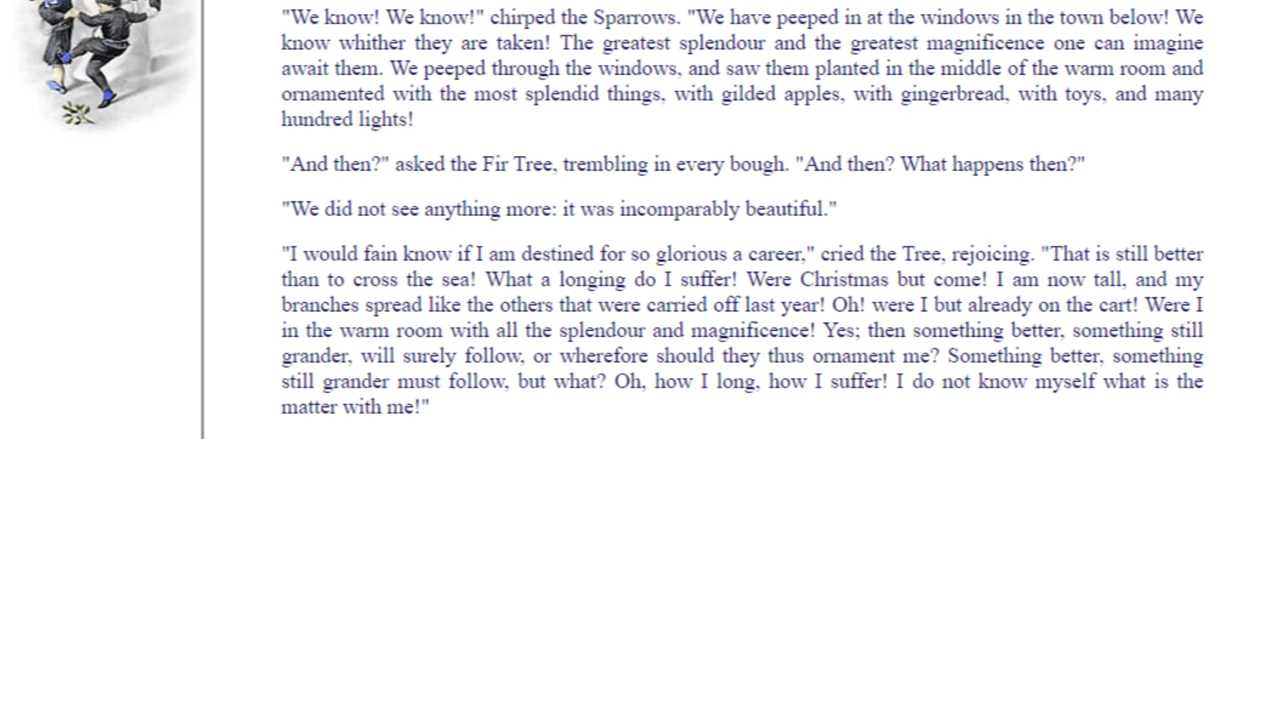 "We know! We know!" chirped the Sparrows. "We have peeped in at the windows in the town below! We
know whither they are taken! The greatest splendour and the greatest magnificence one can imagine
await them. We peeped through the windows, and saw them planted in the middle of the warm room and
ornamented with the most splendid things, with gilded apples, with gingerbread, with toys, and many
hundred lights!
"And then?" asked the Fir Tree, trembling in every bough. "And then? What happens then?"
"We did not see anything more: it was incomparably beautiful."
"I would fain know if I am destined for so glorious a career," cried the Tree, rejoicing. "That is still better
than to cross the sea! What a longing do I suffer! Were Christmas but come! I am now tall, and my
branches spread like the others that were carried off last year! Oh! were I but already on the cart! Were I
in the warm room with all the splendour and magnificence! Yes; then something better, something still
grander, will surely follow, or wherefore should they thus ornament me? Something better, something
still grander must follow, but what? Oh, how I long, how I suffer! I do not know myself what is the
matter with me!"